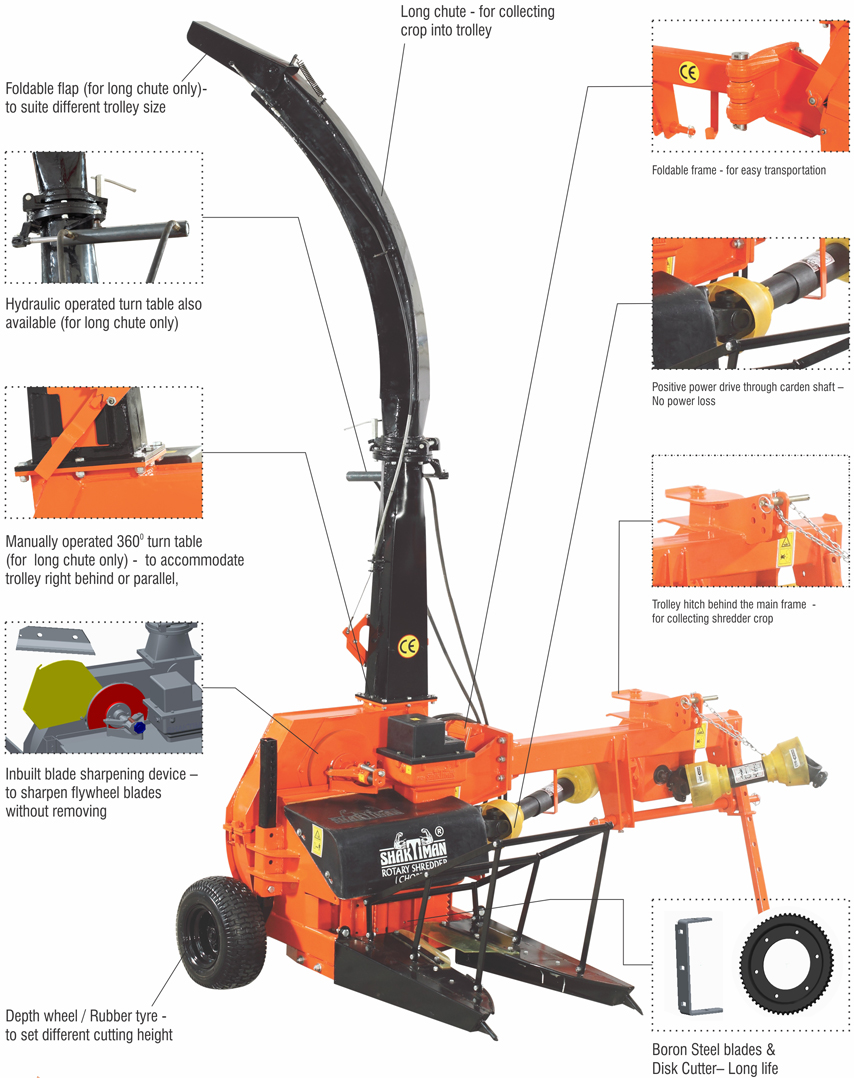 Long chute - for collecting
crop into trolley
Foldable flap (for long chute only)-
to suite different trolley size
CE
Foldable frame - for easy transportation
Hydraulic operated turn table also
available (for long chute only)
Positive power drive through carden shaft –
No power loss
Manually operated 360⁰ turn table
(for long chute only) - to accommodate
trolley right behind or parallel,
Trolley hitch behind the main frame -
for collecting shredder crop
CE
Inbuilt blade sharpening device –
to sharpen flywheel blades
without removing
SHAKTIMAN ®
ROTARY SHREDDER
Depth wheel / Rubber tyre -
to set different cutting height
Boron Steel blades &
Disk Cutter– Long life